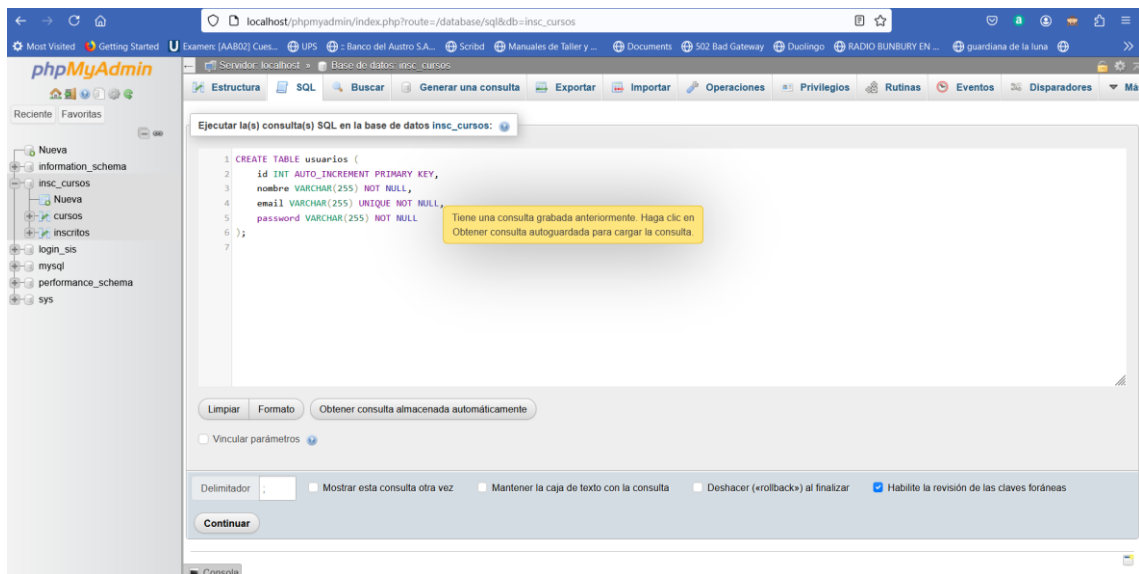 localhost/phpmyadmin/index.php?route=/database/sql&db=insc_cursos
Most Visited Getting Started Examen: [AAB02] Cues... UPS :: Banco del Austro S.A... Scribd Manuales de Taller y ... Documents 502 Bad Gateway Duolingo RADIO BUNBURY EN ... guardiana de la luna
phpMyAdmin
Servidor: localhost » Base de datos: insc_cursos
Estructura SQL Buscar Generar una consulta Exportar Importar Operaciones Privilegios Rutinas Eventos Disparadores Má
Reciente Favoritas
Nueva
information_schema
insc_cursos
Nueva
cursos
inscritos
login_sis
mysql
performance_schema
sys
Ejecutar la(s) consulta(s) SQL en la base de datos insc_cursos:
1 CREATE TABLE usuarios (
2 id INT AUTO_INCREMENT PRIMARY KEY,
3 nombre VARCHAR(255) NOT NULL,
4 email VARCHAR(255) UNIQUE NOT NULL,
5 password VARCHAR(255) NOT NULL
6 );
7
Tiene una consulta grabada anteriormente. Haga clic en
Obtener consulta autoguardada para cargar la consulta.
Limpiar Formato Obtener consulta almacenada automáticamente
Vincular parámetros
Delimitador ; Mostrar esta consulta otra vez Mantener la caja de texto con la consulta Deshacer («rollback») al finalizar Habilite la revisión de las claves foráneas
Continuar
Consola